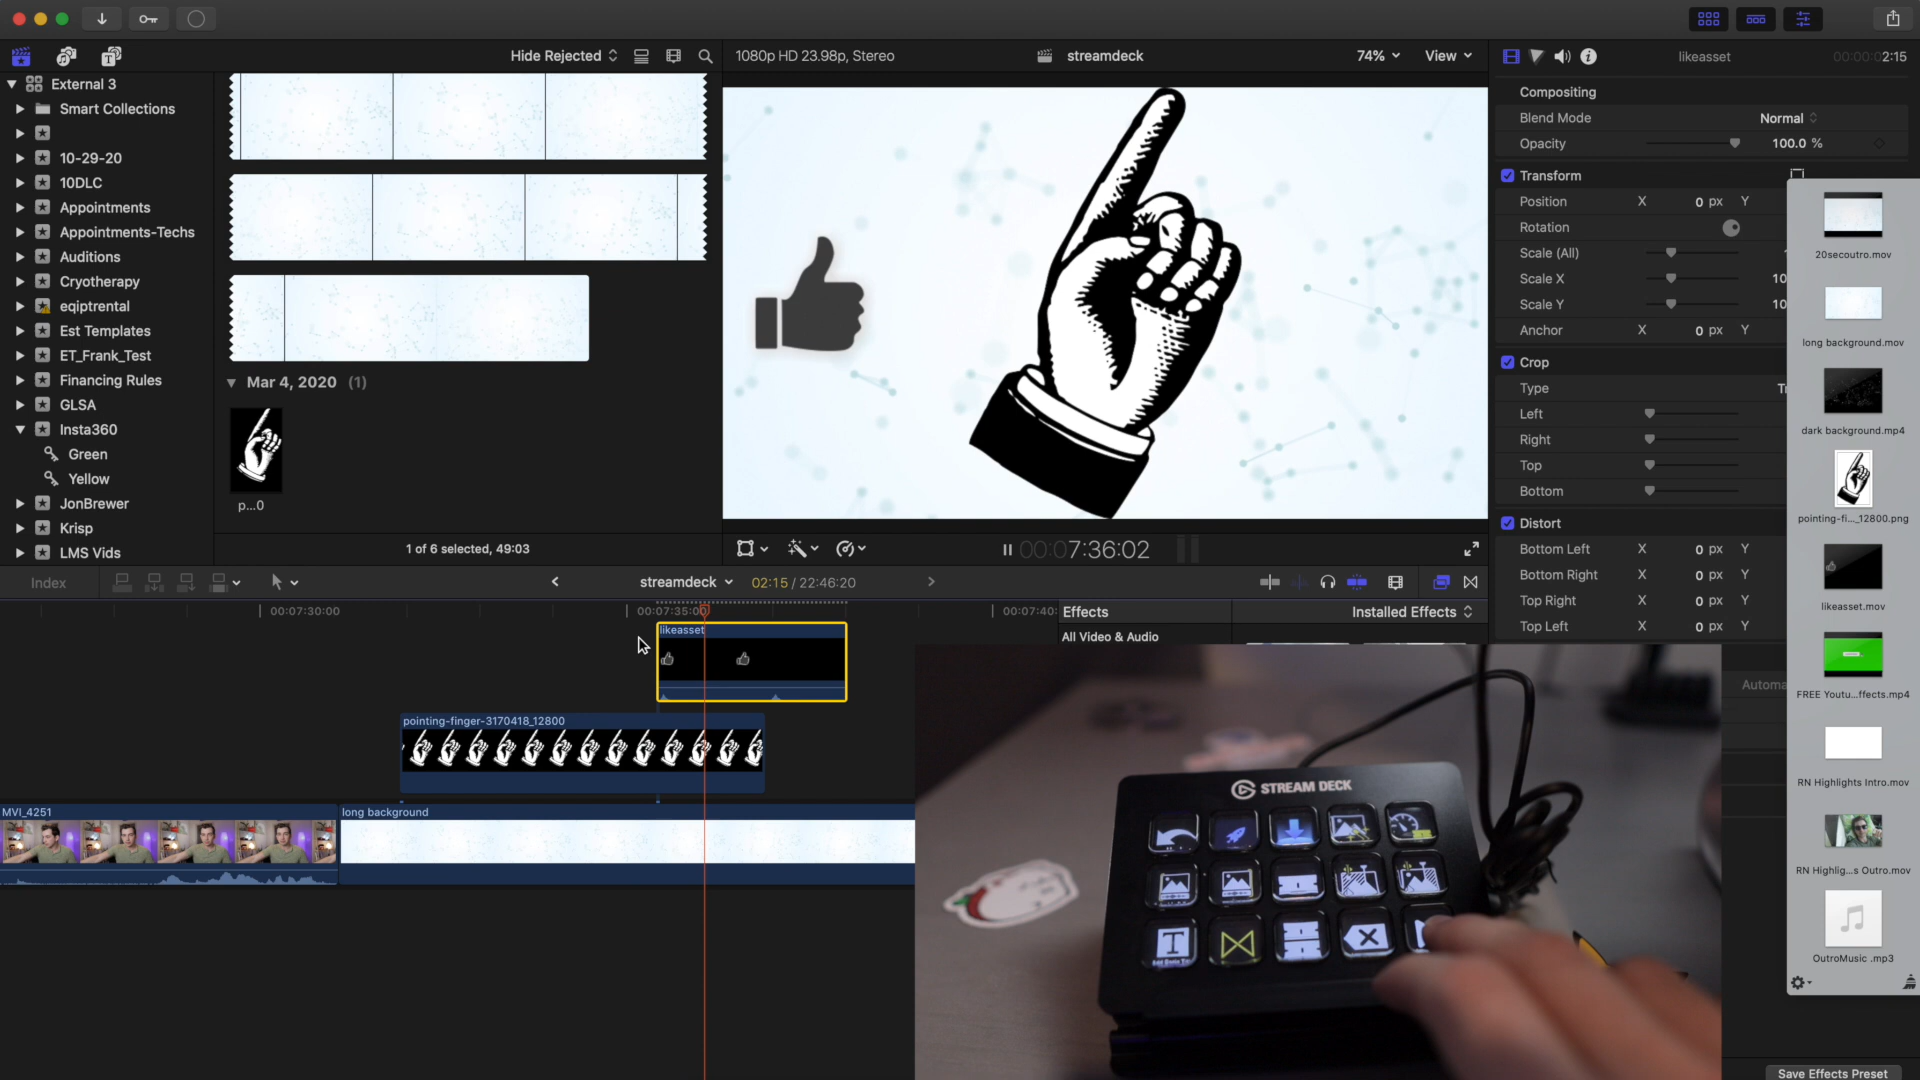 Hide Rejected
1080p HD 23.98p, Stereo
streamdeck
74%
View
likeasset
00:00:02:15
External 3
Smart Collections
10-29-20
10DLC
Appointments
Appointments-Techs
Auditions
Cryotherapy
eqiptrental
Est Templates
ET_Frank_Test
Financing Rules
GLSA
Insta360
Green
Yellow
JonBrewer
Krisp
LMS Vids
Mar 4, 2020 (1)
p...0
1 of 6 selected, 49:03
00:00:7:36:02
Compositing
Blend Mode Normal
Opacity 100.0 %
Transform
Position X 0 px Y
Rotation
Scale (All)
Scale X 10
Scale Y 10
Anchor X 0 px Y
Crop
Type
Left
Right
Top
Bottom
Distort
Bottom Left X 0 px Y
Bottom Right X 0 px Y
Top Right X 0 px Y
Top Left X 0 px Y
20secoutro.mov
long background.mov
dark background.mp4
pointing-fi..._12800.png
likeasset.mov
FREE Youtu...ffects.mp4
RN Highlights Intro.mov
RN Highlig...s Outro.mov
OutroMusic .mp3
Index
streamdeck
02:15 / 22:46:20
00:07:30:00
00:07:35:00
00:07:40:
Effects
Installed Effects
All Video & Audio
likeasset
pointing-finger-3170418_12800
MVI_4251
long background
STREAM DECK
T
Save Effects Preset